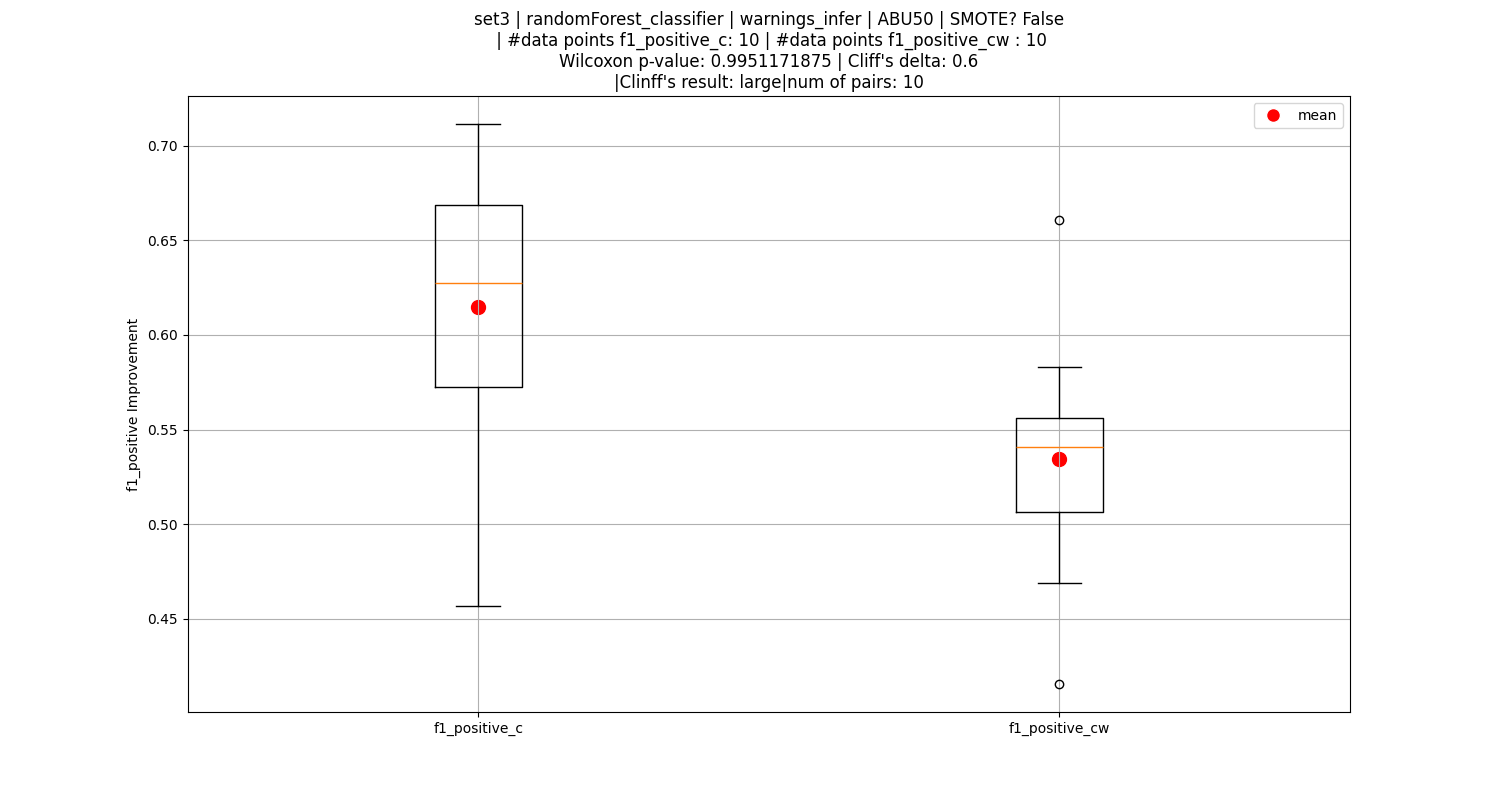 set3 | randomForest_classifier | warnings_infer | ABU50 | SMOTE? False
| #data points f1_positive_c: 10 | #data points f1_positive_cw : 10
Wilcoxon p-value: 0.9951171875 | Cliff's delta: 0.6
|Clinff's result: large|num of pairs: 10
mean
0.70
0.65
0.60
0.55
0.50
0.45
f1_positive Improvement
f1_positive_c
f1_positive_cw